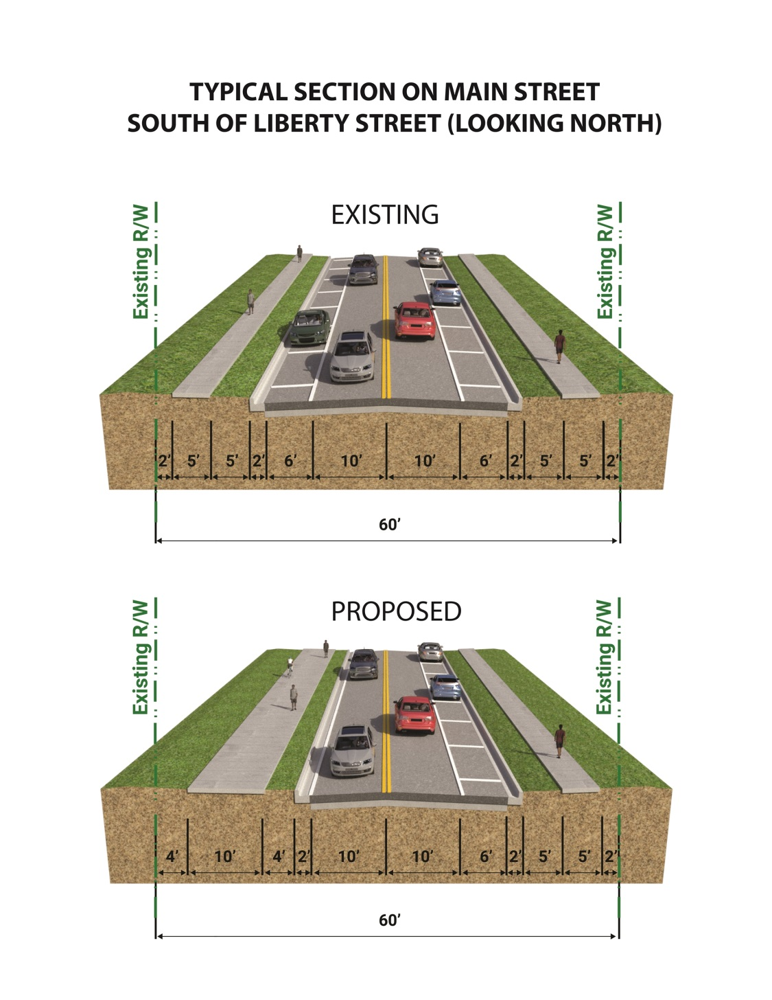 TYPICAL SECTION ON MAIN STREET
SOUTH OF LIBERTY STREET (LOOKING NORTH)
EXISTING
Existing R/W
Existing R/W
2’ 5’ 5’ 2’ 6’ 10’ 10’ 6’ 2’ 5’ 5’ 2’
60’
PROPOSED
Existing R/W
Existing R/W
4’ 10’ 4’ 2’ 10’ 10’ 6’ 2’ 5’ 5’ 2’
60’